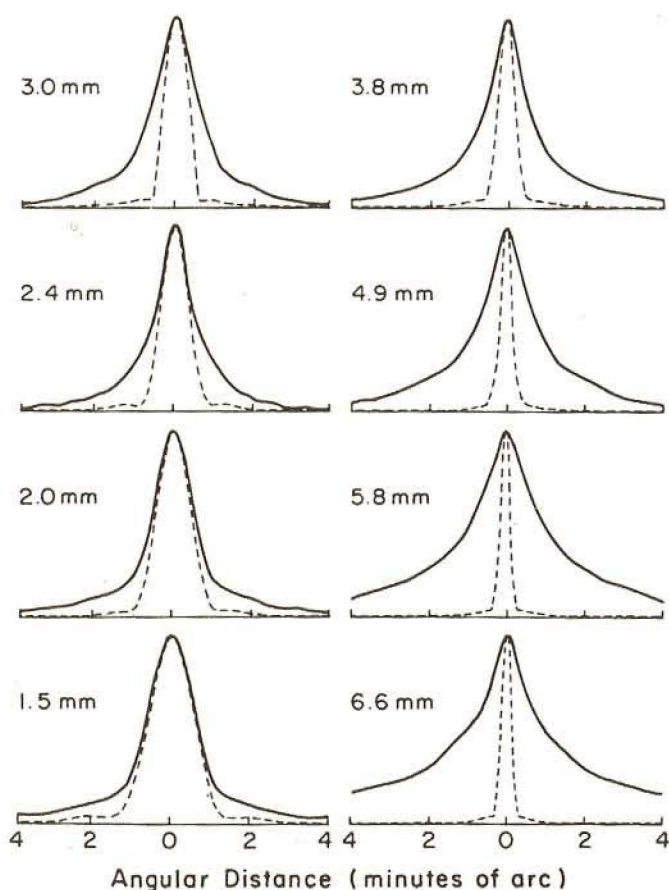 3.0 mm
3.8 mm
2.4 mm
4.9 mm
2.0 mm
5.8 mm
1.5 mm
6.6 mm
4 2 0 2 4 2 0 2 4
Angular Distance (minutes of arc)